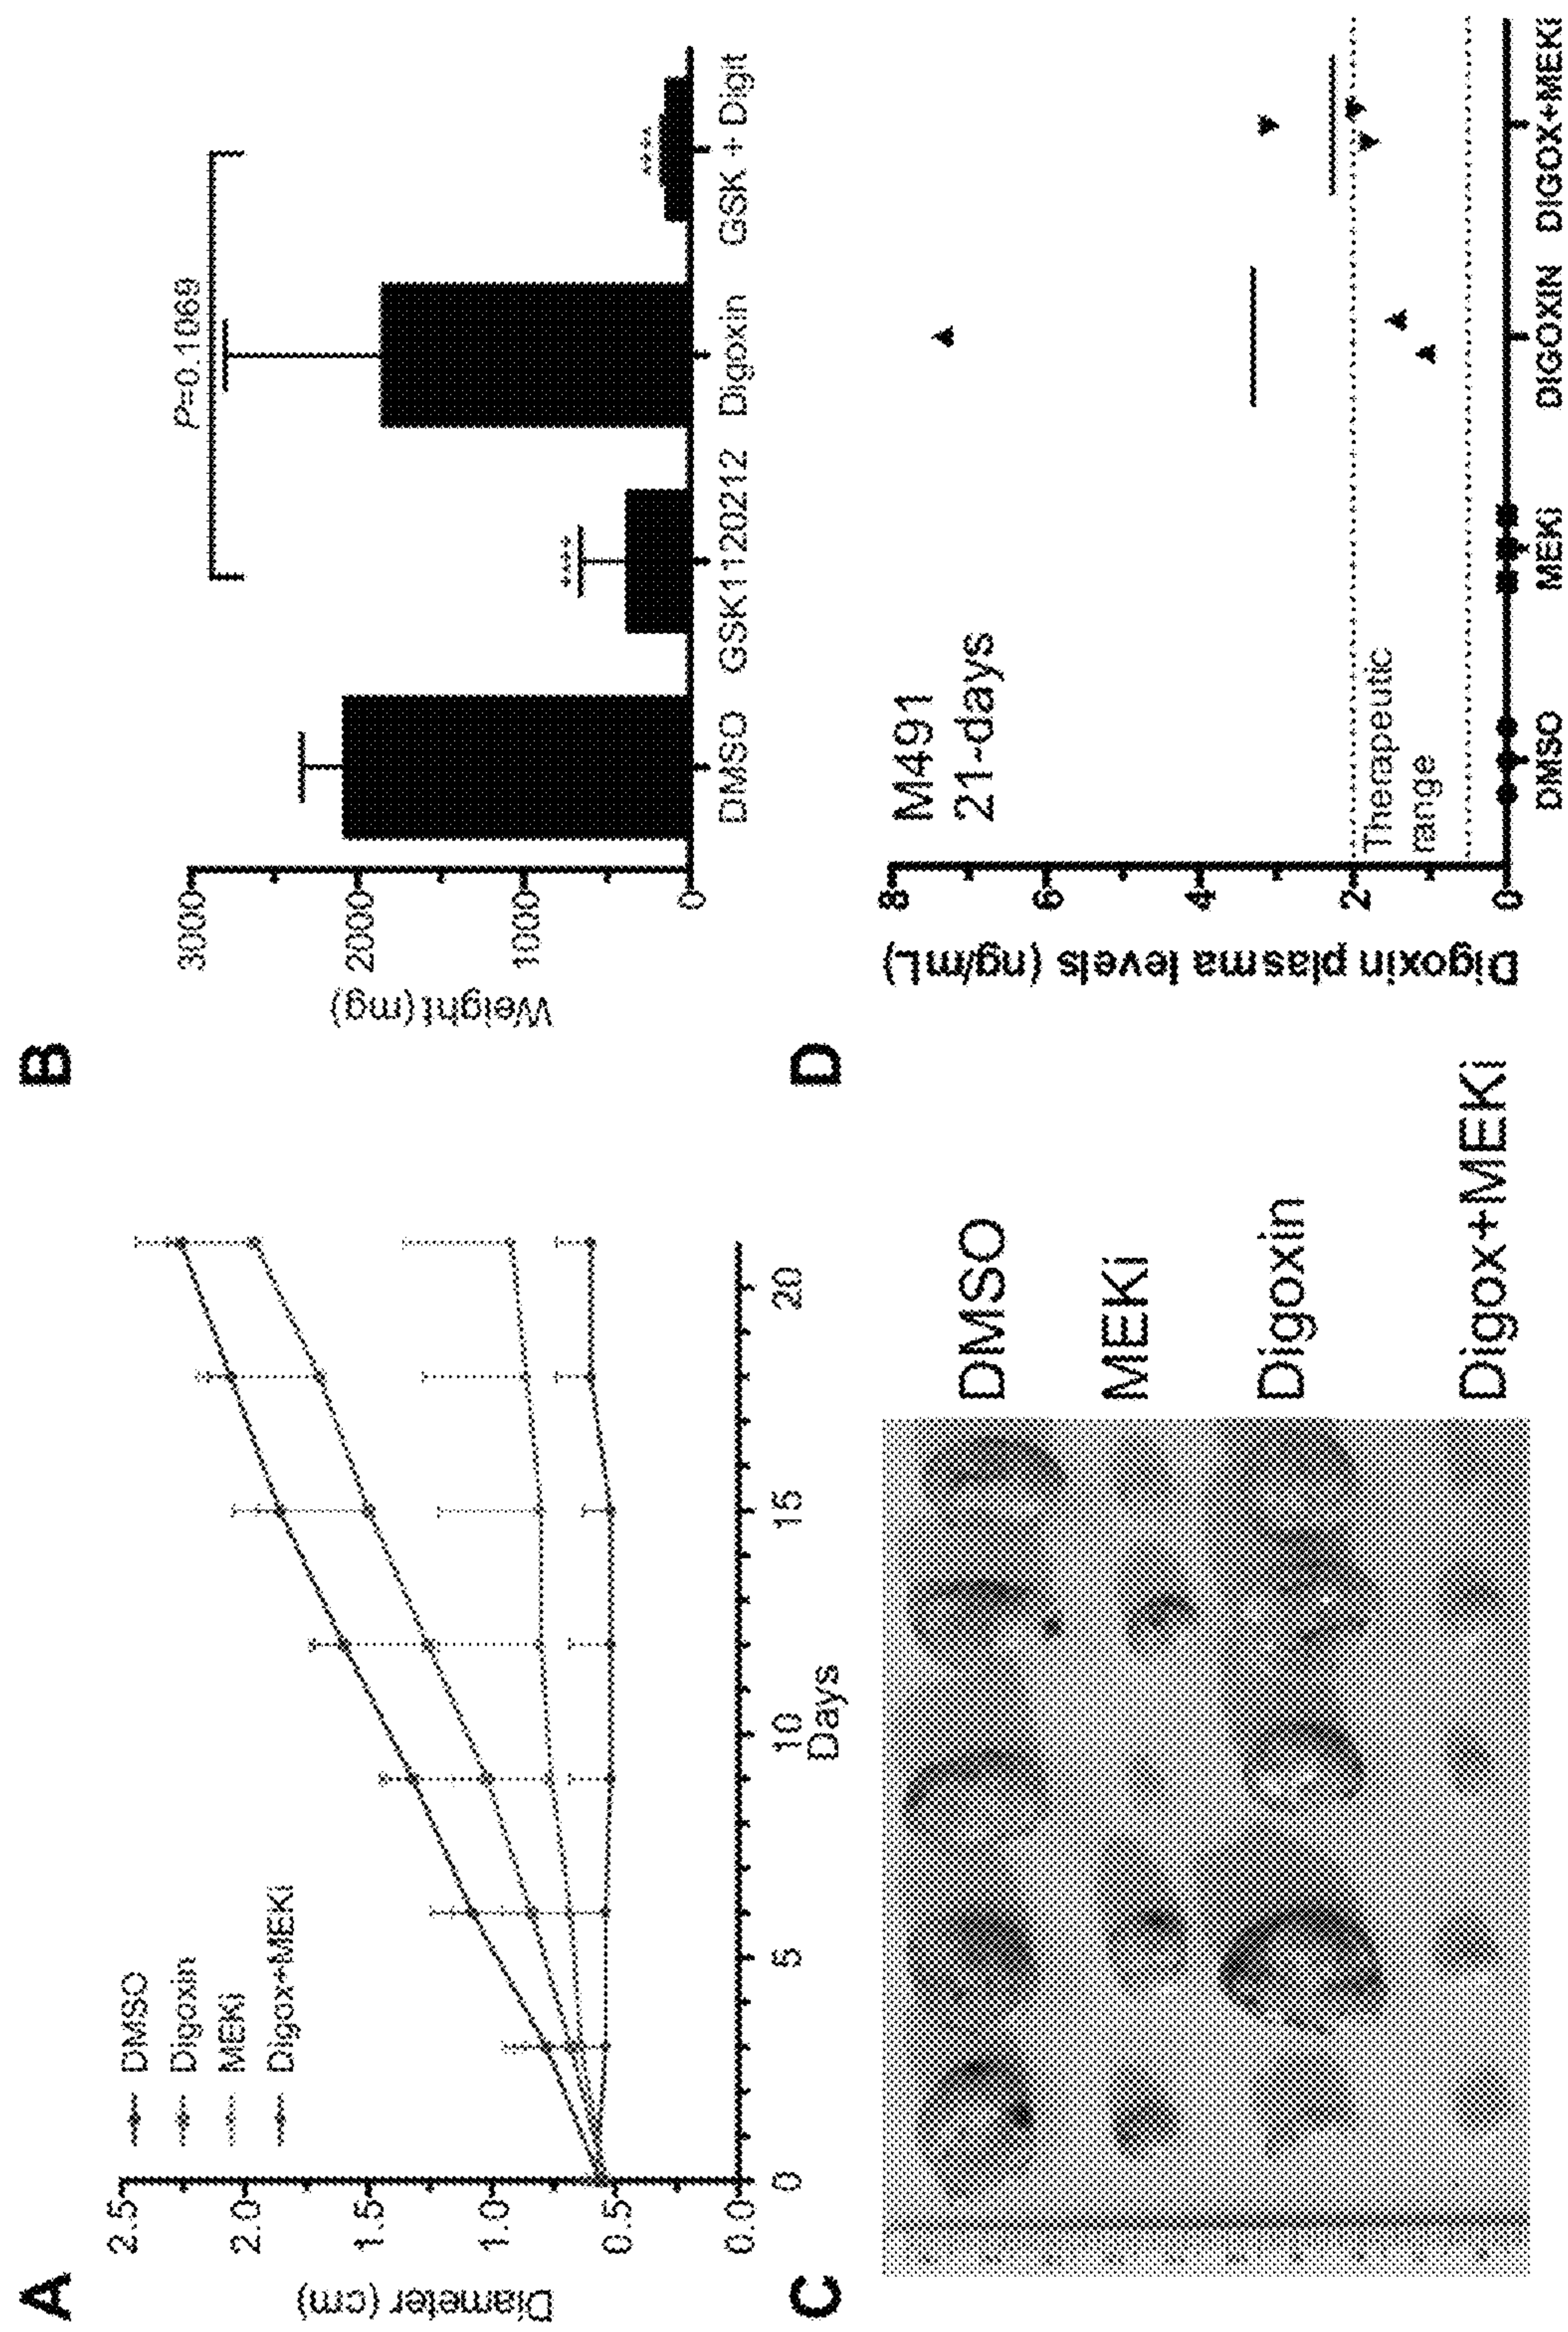 A
Diameter (cm)
2.5
2.0
1.5
1.0
0.5
0.0
DMSO
Digoxin
MEKi
Digox+MEKi
0
5
10
15
20
Days
B
Weight (mg)
3000
2000
1000
0
P=0.1069
****
****
DMSO
GSK1120212
Digoxin
GSK + Digit
C
DMSO
MEKi
Digoxin
Digox+MEKi
D
Digoxin plasma levels (ng/mL)
8
6
4
2
0
M491
21-days
Therapeutic
range
DMSO
MEKi
DIGOXIN
DIGOX+MEKi